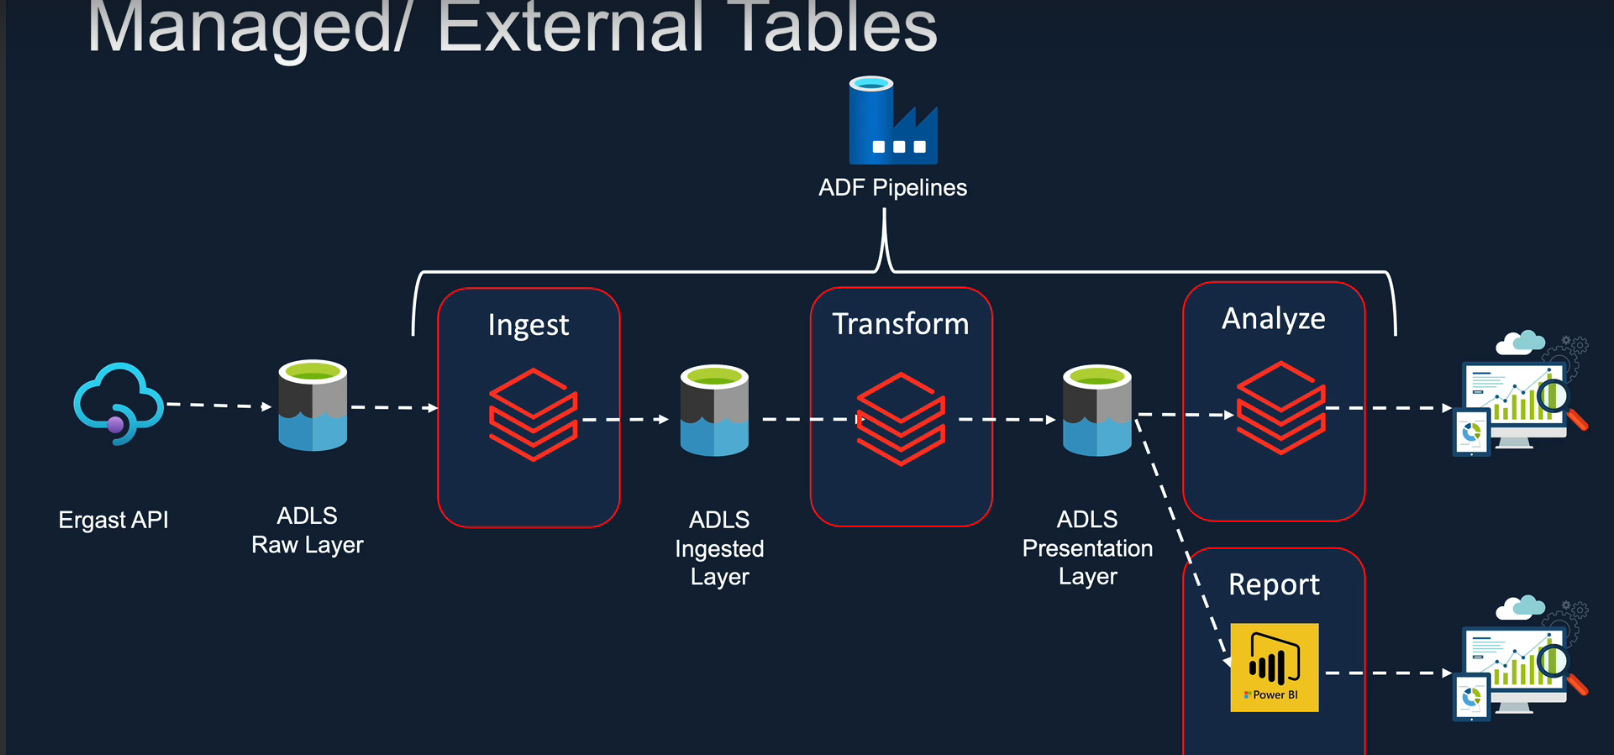 Managed/ External Tables
ADF Pipelines
Ingest
Transform
Analyze
Ergast API
ADLS
Raw Layer
ADLS
Ingested
Layer
ADLS
Presentation
Layer
Report
Power BI